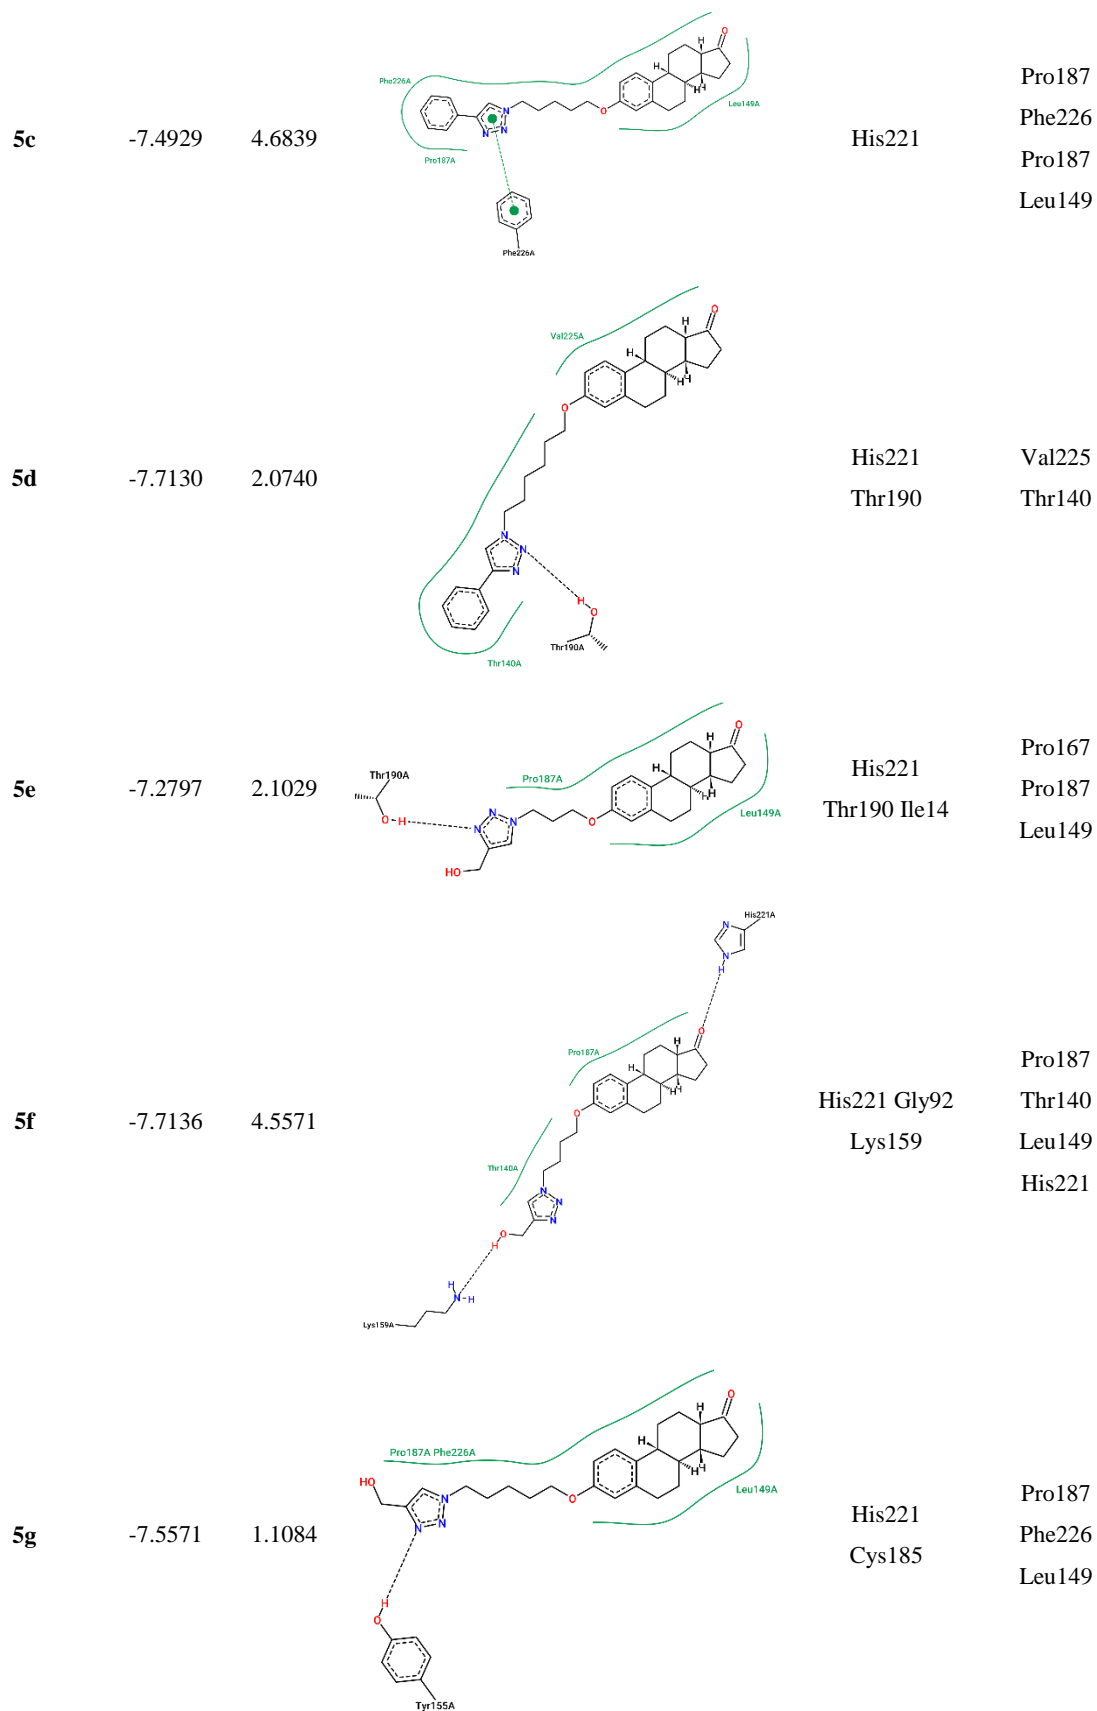 5c -7.4929 4.6839
Phe226A
Pro187A
Leu149A
Phe226A
H
H
H
H
O
O
N
N
N
His221
Pro187
Phe226
Pro187
Leu149
5d -7.7130 2.0740
Val225A
Thr140A
Thr190A
H
H
H
H
O
O
N
N
N
H
O
His221
Thr190
Val225
Thr140
5e -7.2797 2.1029
Thr190A
Pro187A
Leu149A
O
H
N
N
N
HO
O
H
H
H
H
O
His221
Thr190 Ile14
Pro167
Pro187
Leu149
5f -7.7136 4.5571
His221A
N
N
H
Pro187A
Thr140A
O
H
H
H
H
O
N
N
N
O
H
H
N
H
Lys159A
His221 Gly92
Lys159
Pro187
Thr140
Leu149
His221
5g -7.5571 1.1084
Pro187A Phe226A
Leu149A
HO
N
N
N
O
H
H
H
H
O
H
O
Tyr155A
His221
Cys185
Pro187
Phe226
Leu149